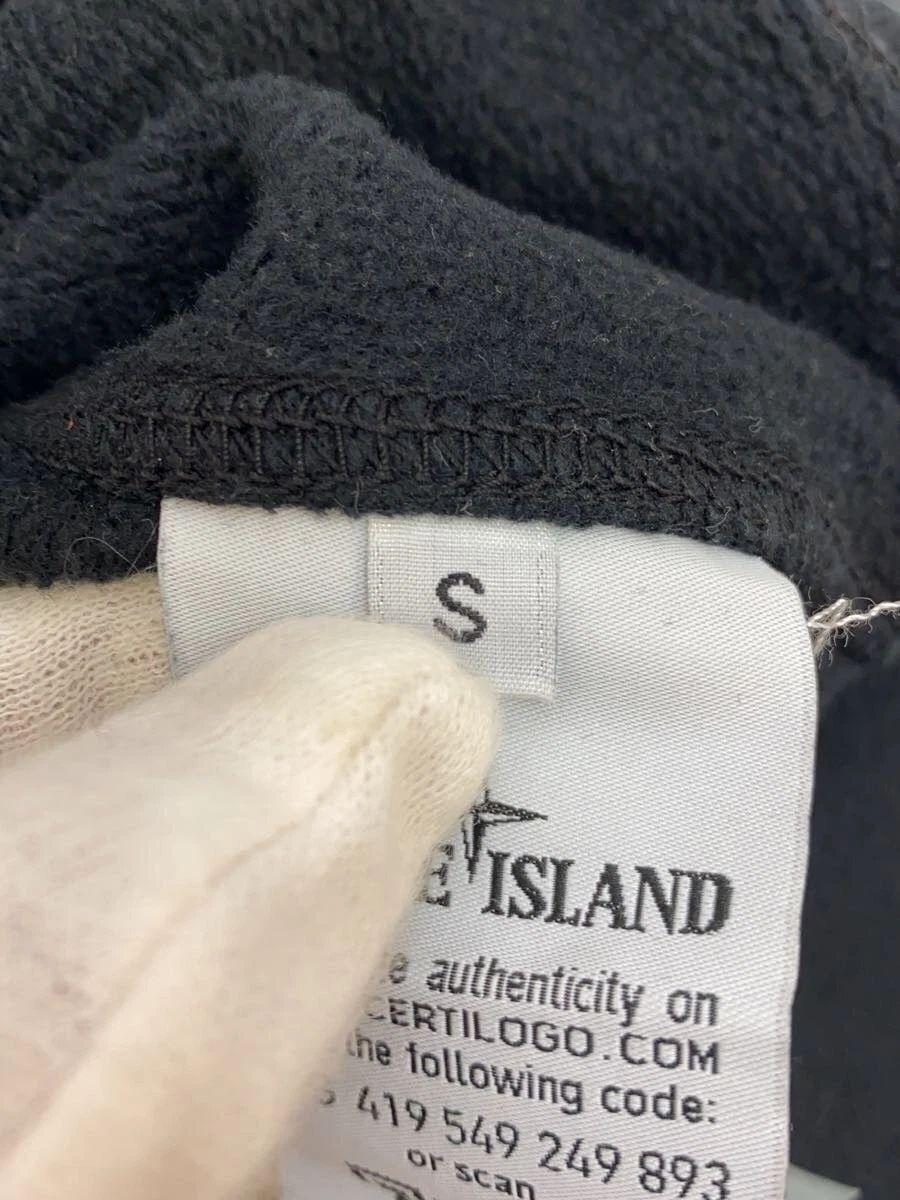 S
E ISLAND
e authenticity on
CERTILOGO.COM
the following code:
419 549 249 893
or scan